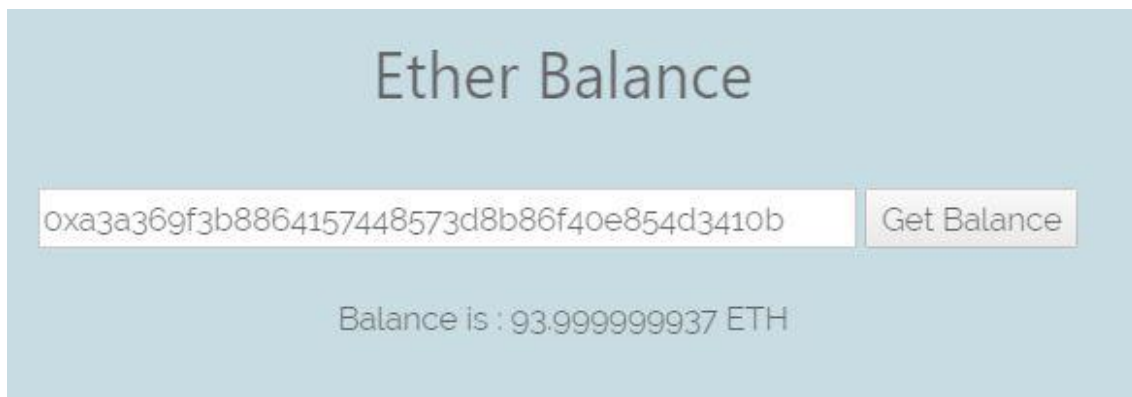 Ether Balance
0xa3a369f3b8864157448573d8b86f40e854d3410b Get Balance
Balance is : 93.999999937 ETH